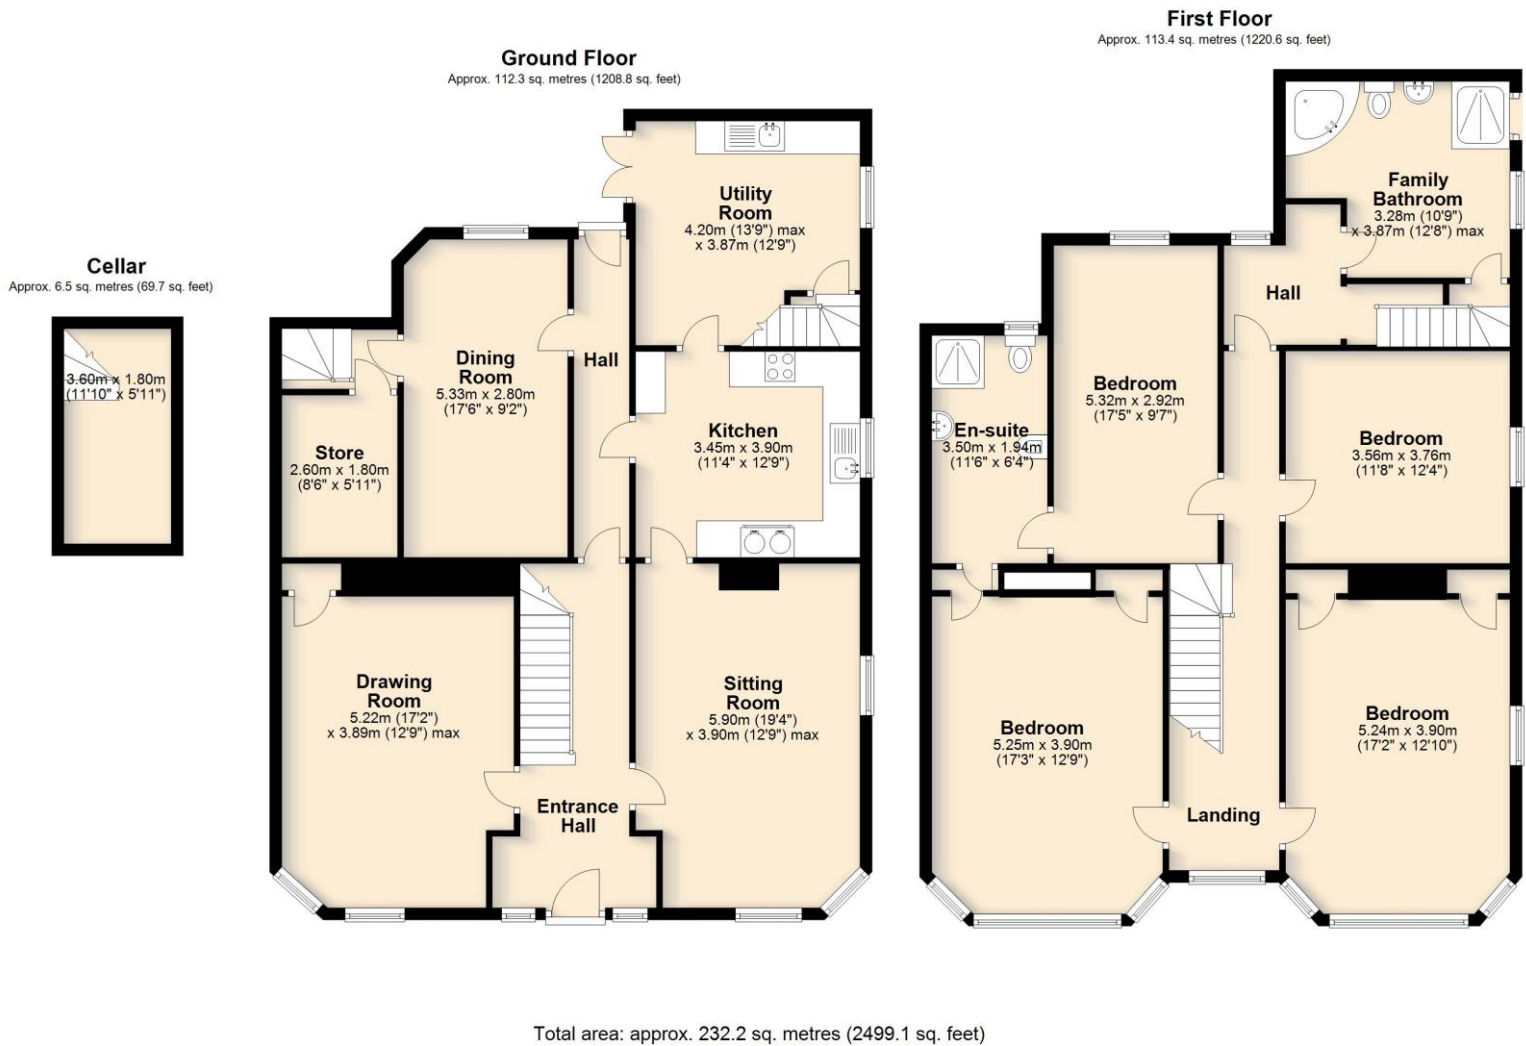 Cellar
Approx. 6.5 sq. metres (69.7 sq. feet)
3.60m x 1.80m
(11'10" x 5'11")
Ground Floor
Approx. 112.3 sq. metres (1208.8 sq. feet)
Utility
Room
4.20m (13'9") max
x 3.87m (12'9")
Dining
Room
5.33m x 2.80m
(17'6" x 9'2")
Hall
Kitchen
3.45m x 3.90m
(11'4" x 12'9")
Store
2.60m x 1.80m
(8'6" x 5'11")
Drawing
Room
5.22m (17'2")
x 3.89m (12'9") max
Sitting
Room
5.90m (19'4")
x 3.90m (12'9") max
Entrance
Hall
First Floor
Approx. 113.4 sq. metres (1220.6 sq. feet)
Family
Bathroom
3.28m (10'9")
x 3.87m (12'8") max
Hall
Bedroom
5.32m x 2.92m
(17'5" x 9'7")
En-suite
3.50m x 1.94m
(11'6" x 6'4")
Bedroom
3.56m x 3.76m
(11'8" x 12'4")
Bedroom
5.25m x 3.90m
(17'3" x 12'9")
Bedroom
5.24m x 3.90m
(17'2" x 12'10")
Landing
Total area: approx. 232.2 sq. metres (2499.1 sq. feet)